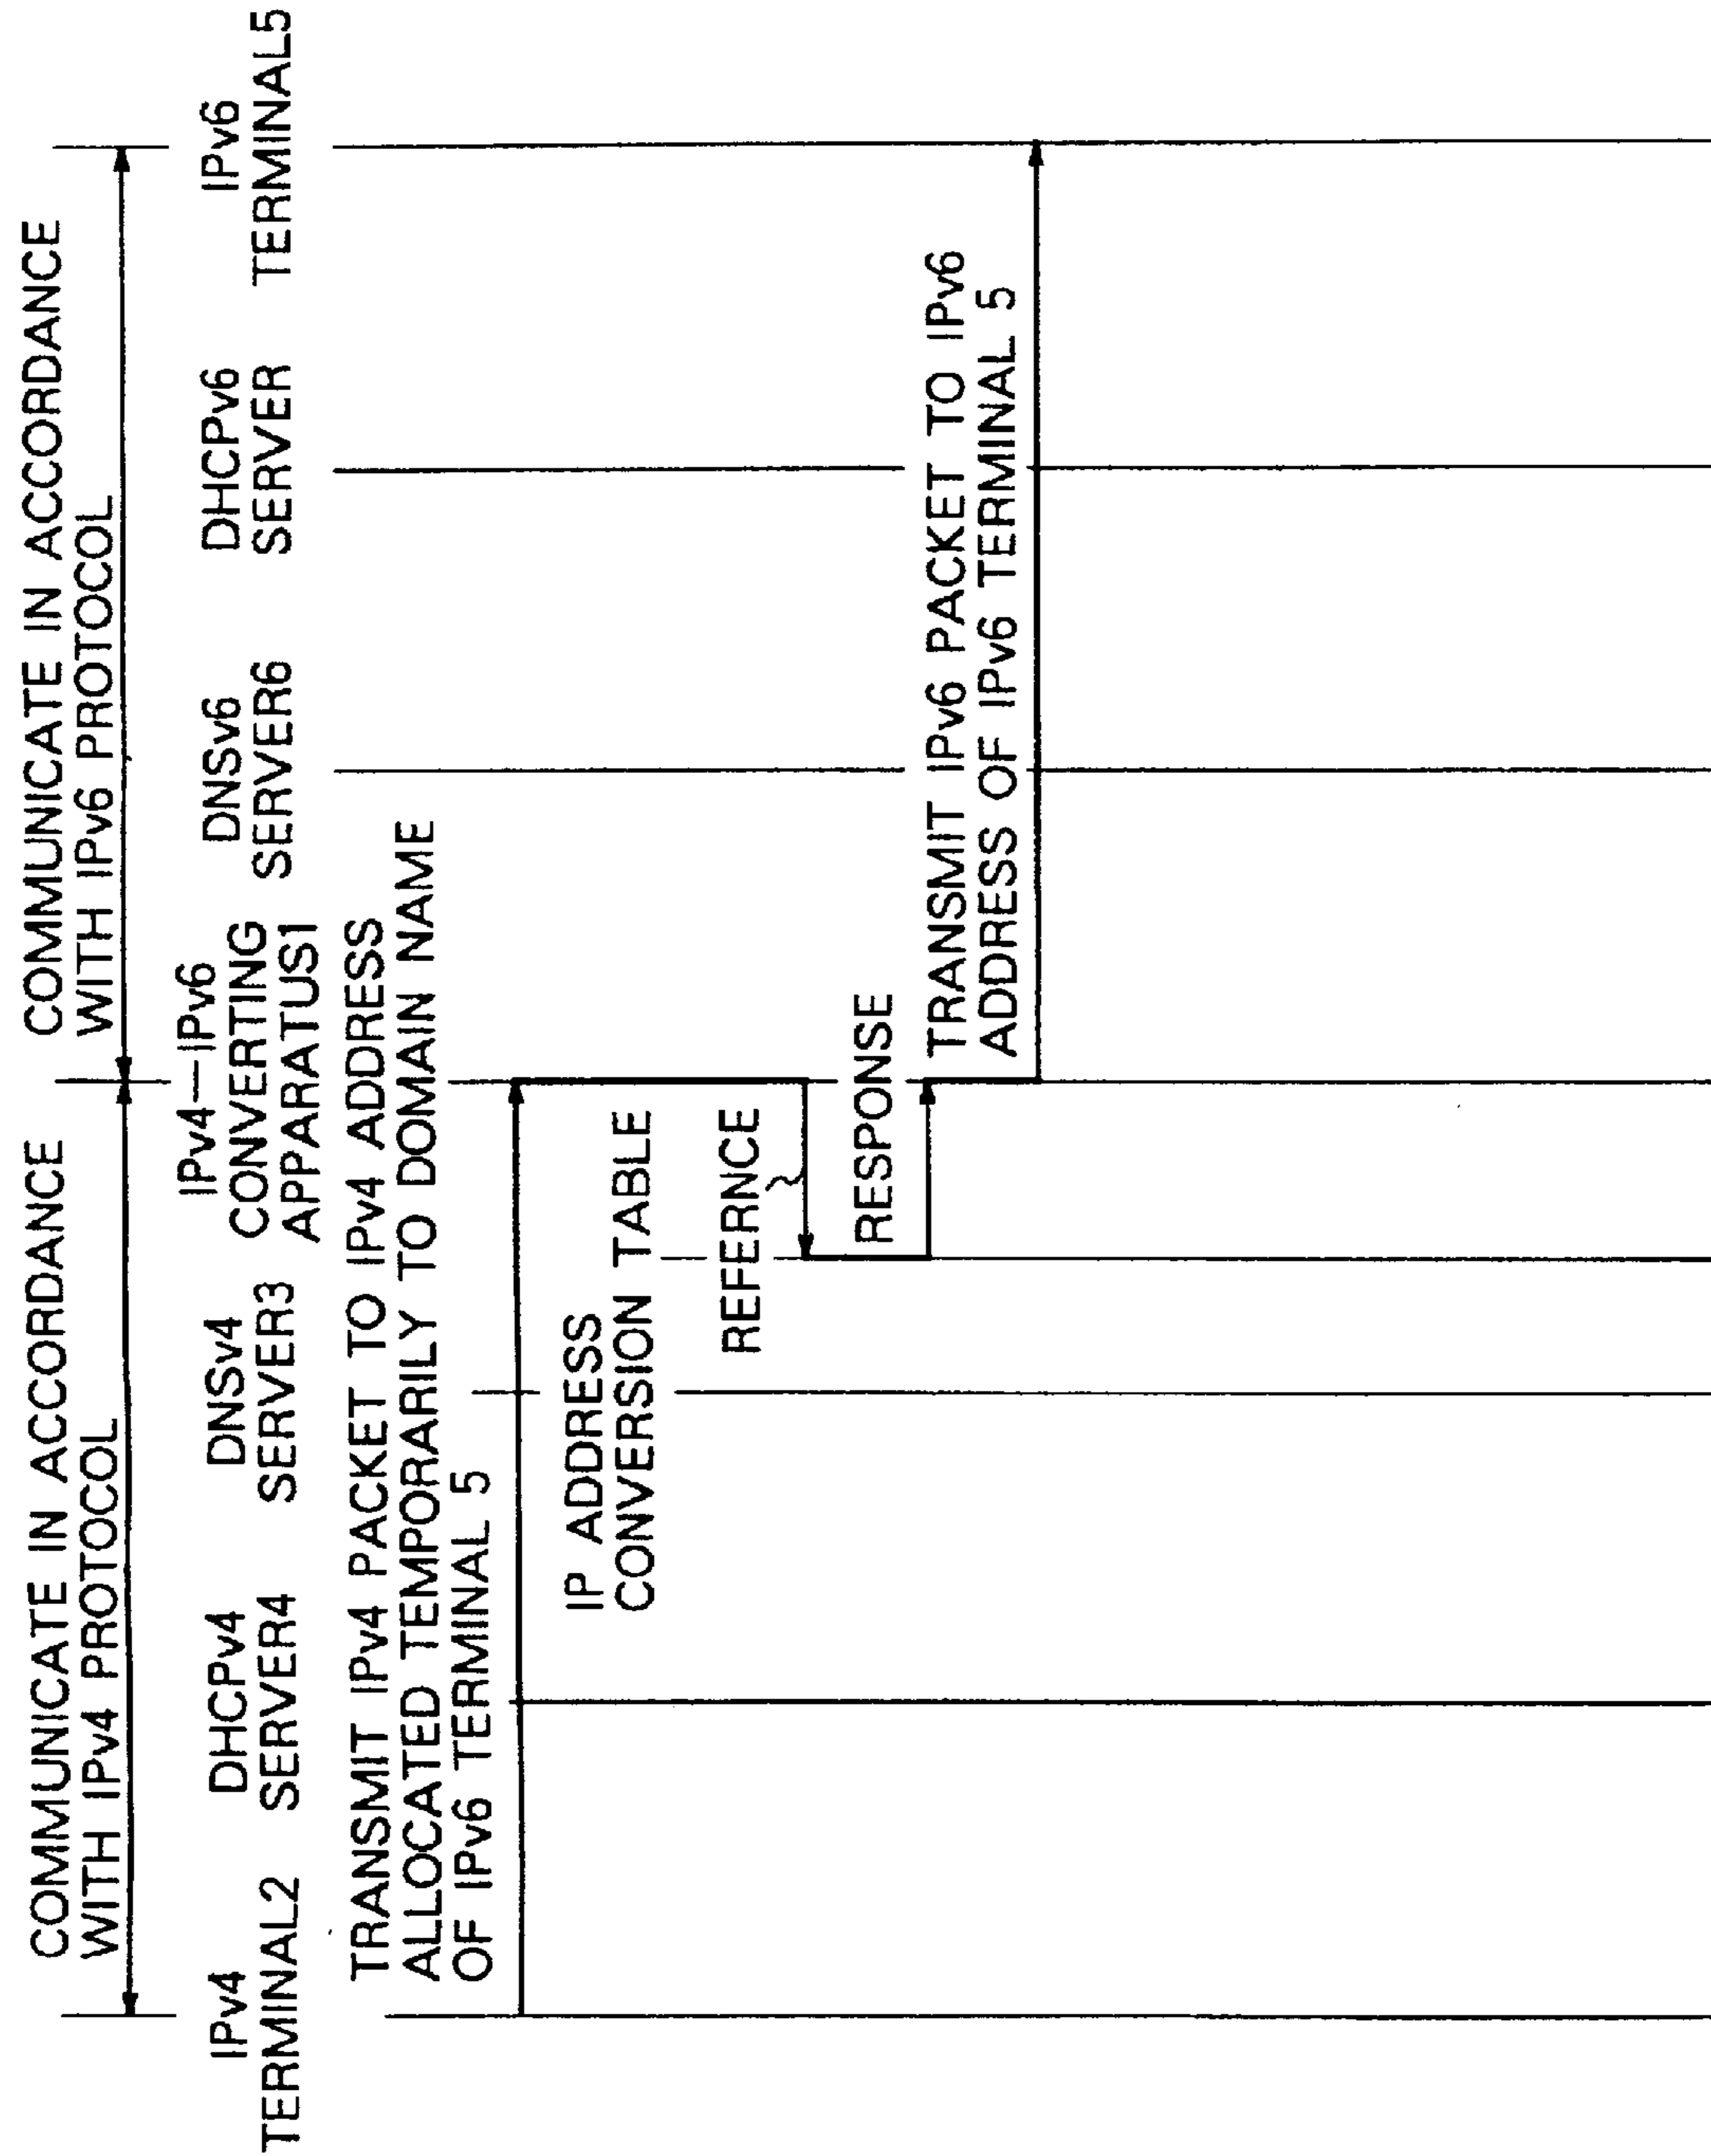 COMMUNICATE IN ACCORDANCE
WITH IPv4 PROTOCOL
COMMUNICATE IN ACCORDANCE
WITH IPv6 PROTOCOL
IPv4
TERMINAL2
DHCPv4
SERVER4
DNSv4
SERVER3
IPv4—IPv6
CONVERTING
APPARATUS1
DNSv6
SERVER6
DHCPv6
SERVER
IPv6
TERMINAL5
TRANSMIT IPv4 PACKET TO IPv4 ADDRESS
ALLOCATED TEMPORARILY TO DOMAIN NAME
OF IPv6 TERMINAL 5
IP ADDRESS
CONVERSION TABLE
REFERNCE
RESPONSE
TRANSMIT IPv6 PACKET TO IPv6
ADDRESS OF IPv6 TERMINAL 5